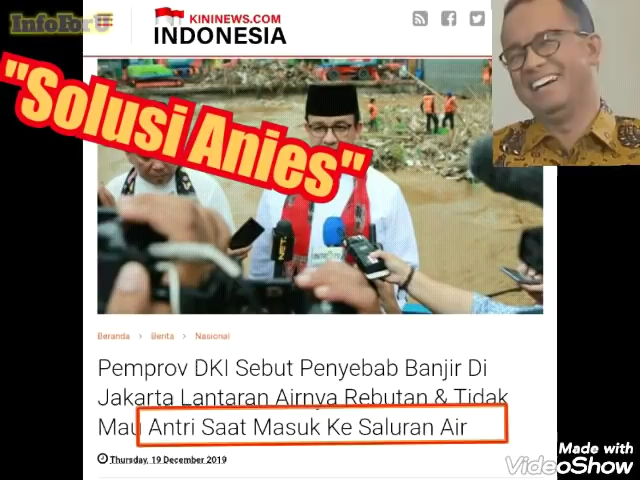 InfoForU
KININEWS.COM
INDONESIA
"Solusi Anies"
NET.
Beranda > Berita > Nasional
Pemprov DKI Sebut Penyebab Banjir Di
Jakarta Lantaran Airnya Rebutan & Tidak
Mau Antri Saat Masuk Ke Saluran Air
Thursday, 19 December 2019
Made with
VideoShow